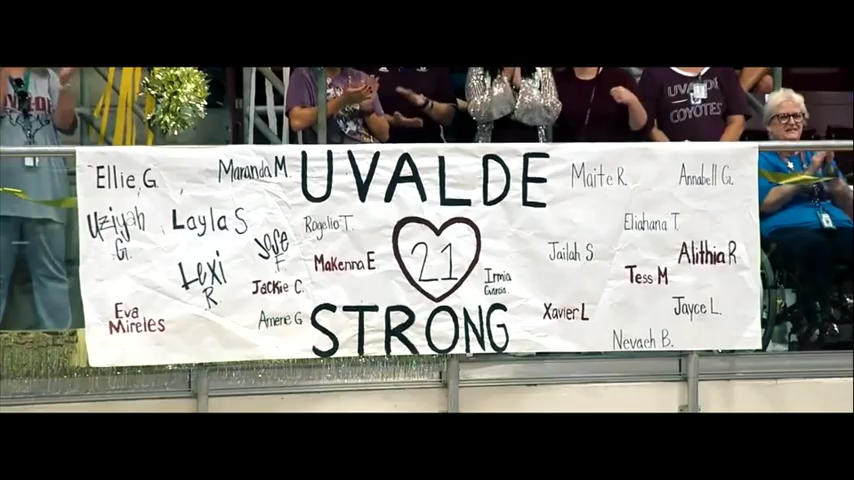 UVALDE
COYOTES
Ellie G.
Maranda M.
UVALDE
Maite R.
Annabell G.
Uziyah
G.
Layla S
Rogelio T.
21
Eliahana T.
Jose
F.
Makenna E
Jailah S
Alithia R
Lexi
R
Jackie C.
Irma
Garcia
Tess M
Eva
Mireles
Amerie G
STRONG
Xavier L
Jayce L.
Nevaeh B.